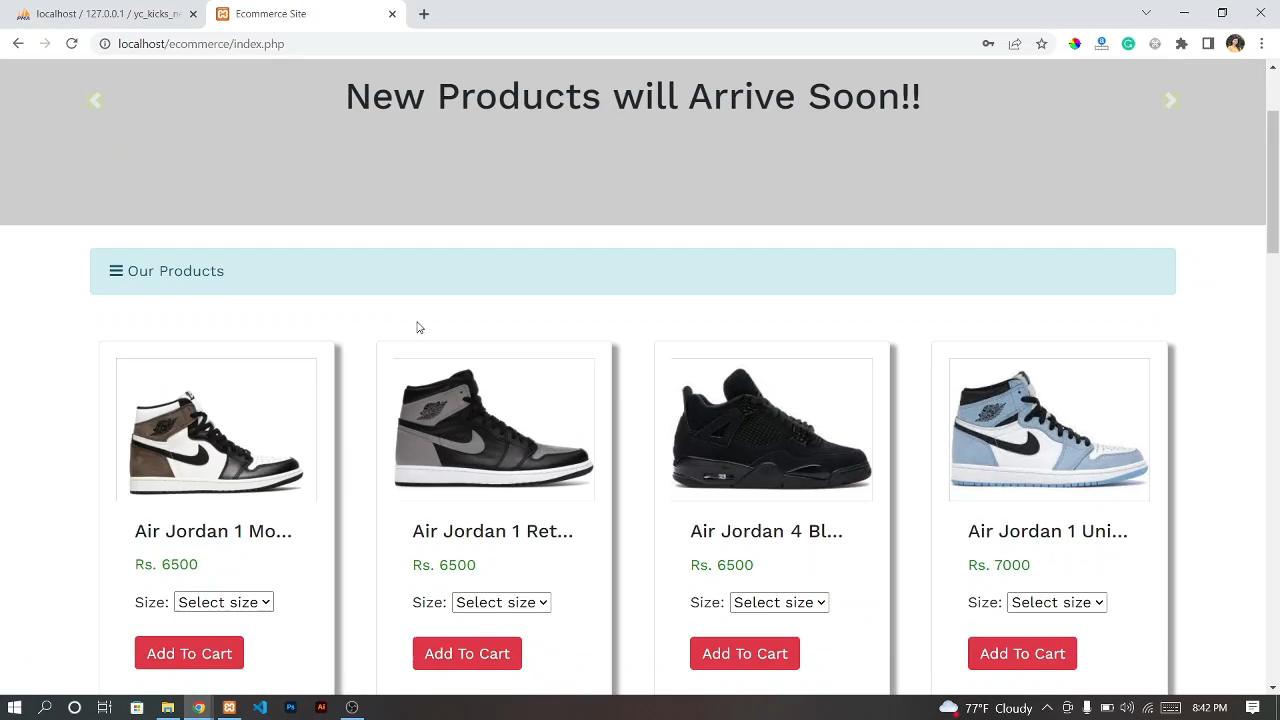 localhost / 127.0.0.1 / yc_kicks_n
Ecommerce Site
localhost/ecommerce/index.php
New Products will Arrive Soon!!
Our Products
Air Jordan 1 Mo...
Air Jordan 1 Ret...
Air Jordan 4 Bl...
Air Jordan 1 Uni...
Rs. 6500
Rs. 6500
Rs. 6500
Rs. 7000
Size: Select size
Size: Select size
Size: Select size
Size: Select size
Add To Cart
Add To Cart
Add To Cart
Add To Cart
77°F Cloudy
8:42 PM